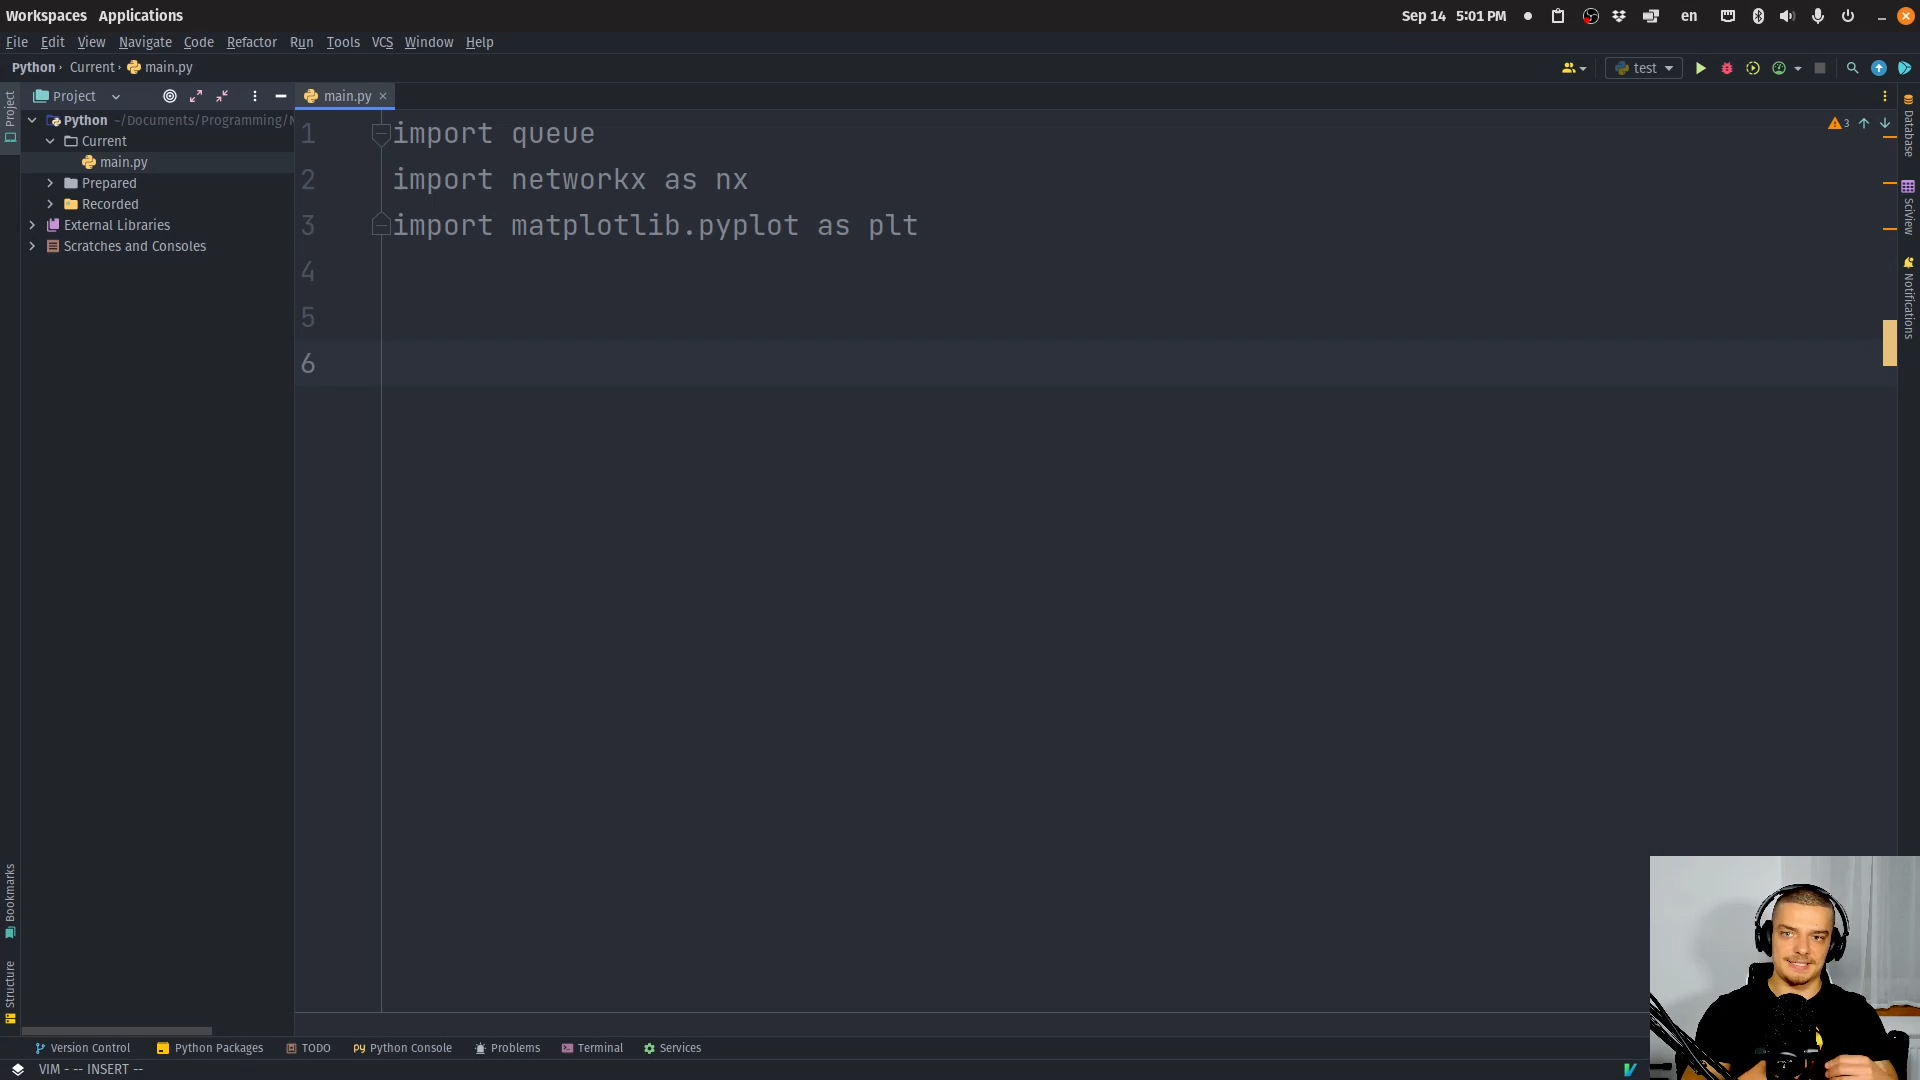 Workspaces Applications
Sep 14 5:01 PM
en
File Edit View Navigate Code Refactor Run Tools VCS Window Help
Python Current main.py
test
Project
main.py
Project
Python ~/Documents/Programming/
Current
main.py
Prepared
Recorded
External Libraries
Scratches and Consoles
1 import queue
2 import networkx as nx
3 import matplotlib.pyplot as plt
4
5
6
3
Database
SciView
Notifications
Bookmarks
Structure
Version Control Python Packages TODO Python Console Problems Terminal Services
VIM - -- INSERT --